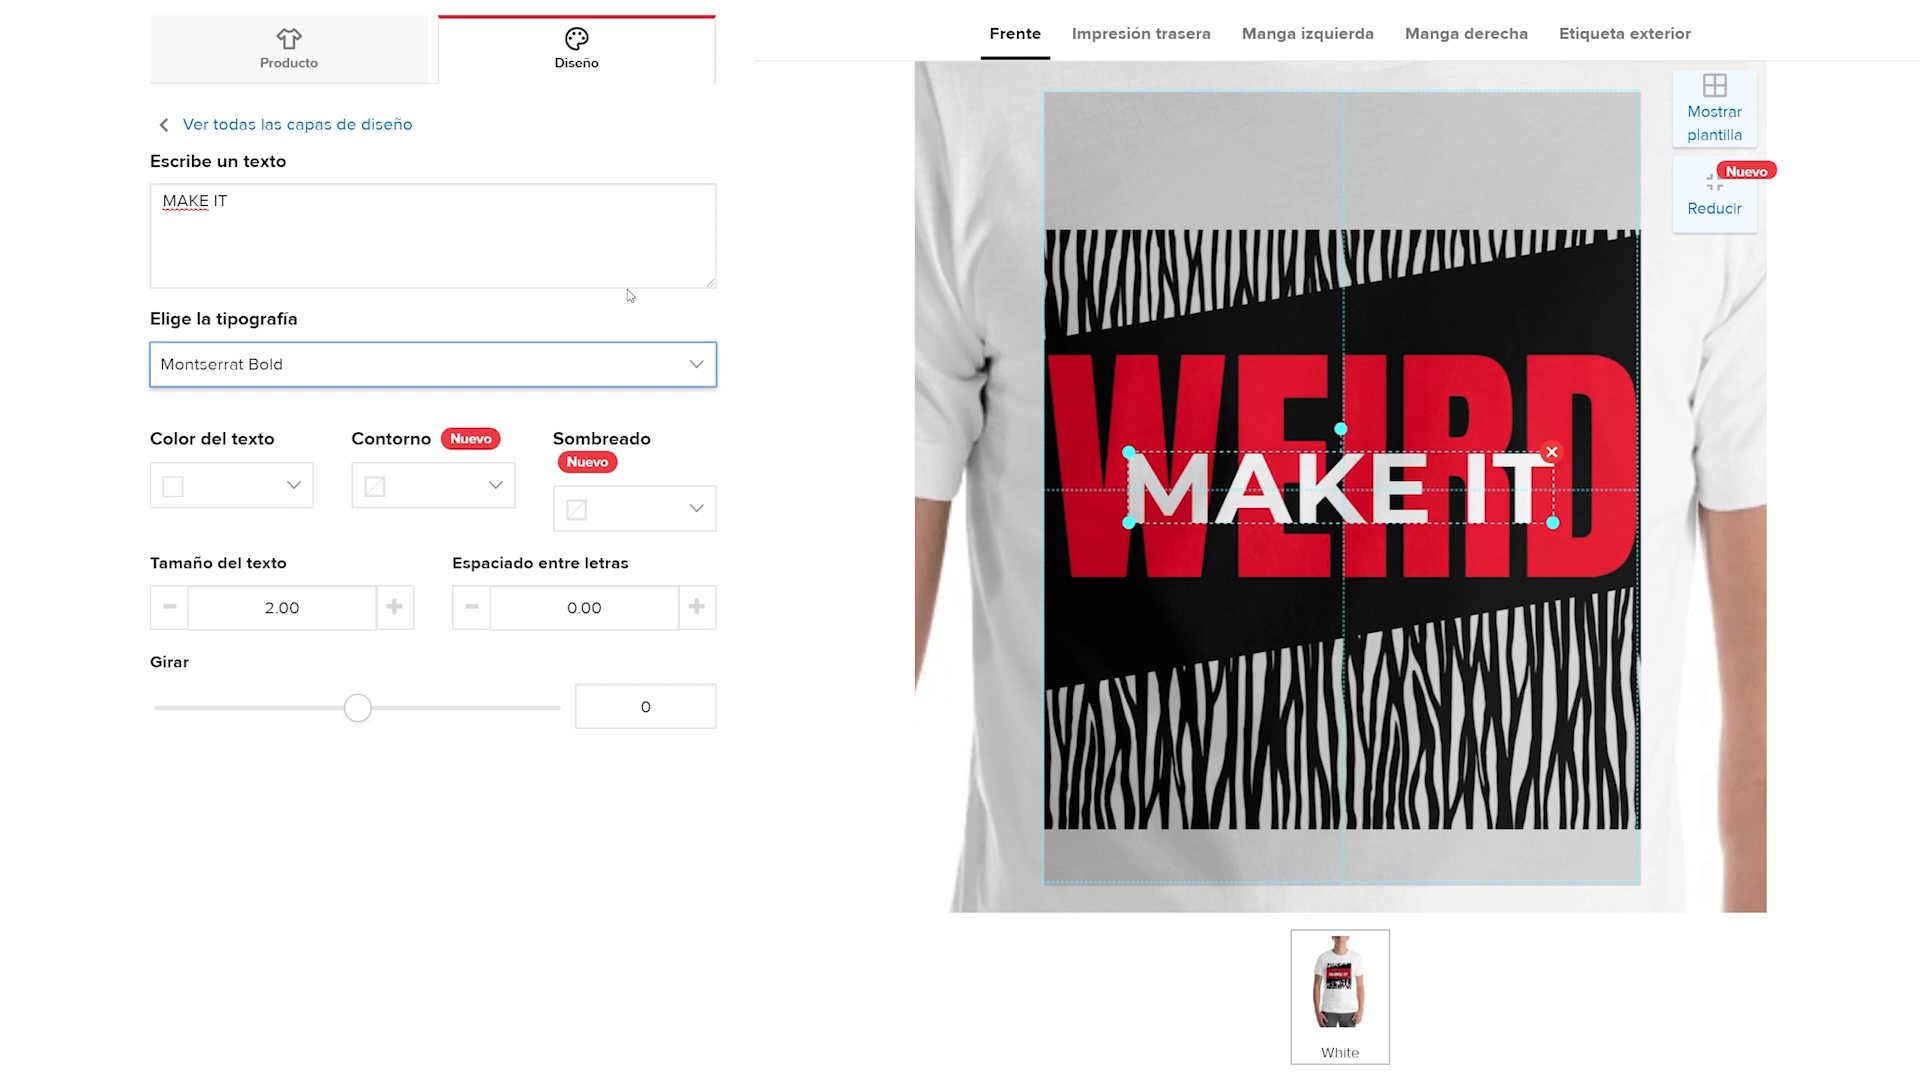 Producto
Diseño
Frente
Impresión trasera
Manga izquierda
Manga derecha
Etiqueta exterior
Ver todas las capas de diseño
Escribe un texto
MAKE IT
Elige la tipografía
Montserrat Bold
Color del texto
Contorno
Nuevo
Sombreado
Nuevo
Tamaño del texto
2.00
Espaciado entre letras
0.00
Girar
0
Mostrar
plantilla
Nuevo
Reducir
WEIRD
MAKE IT
White